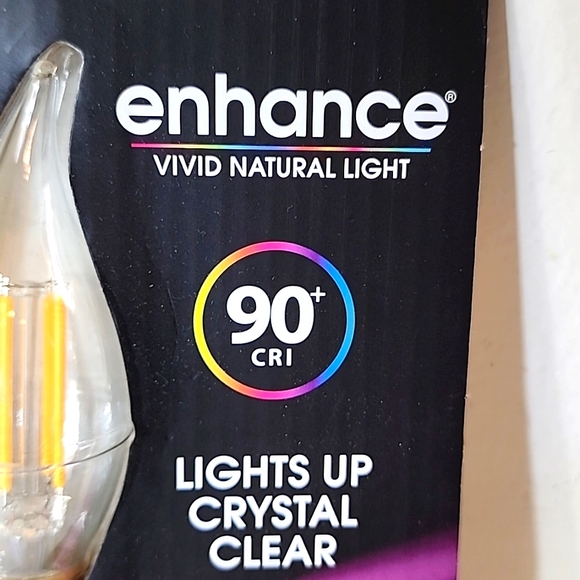 enhance®
VIVID NATURAL LIGHT
90+
CRI
LIGHTS UP
CRYSTAL
CLEAR